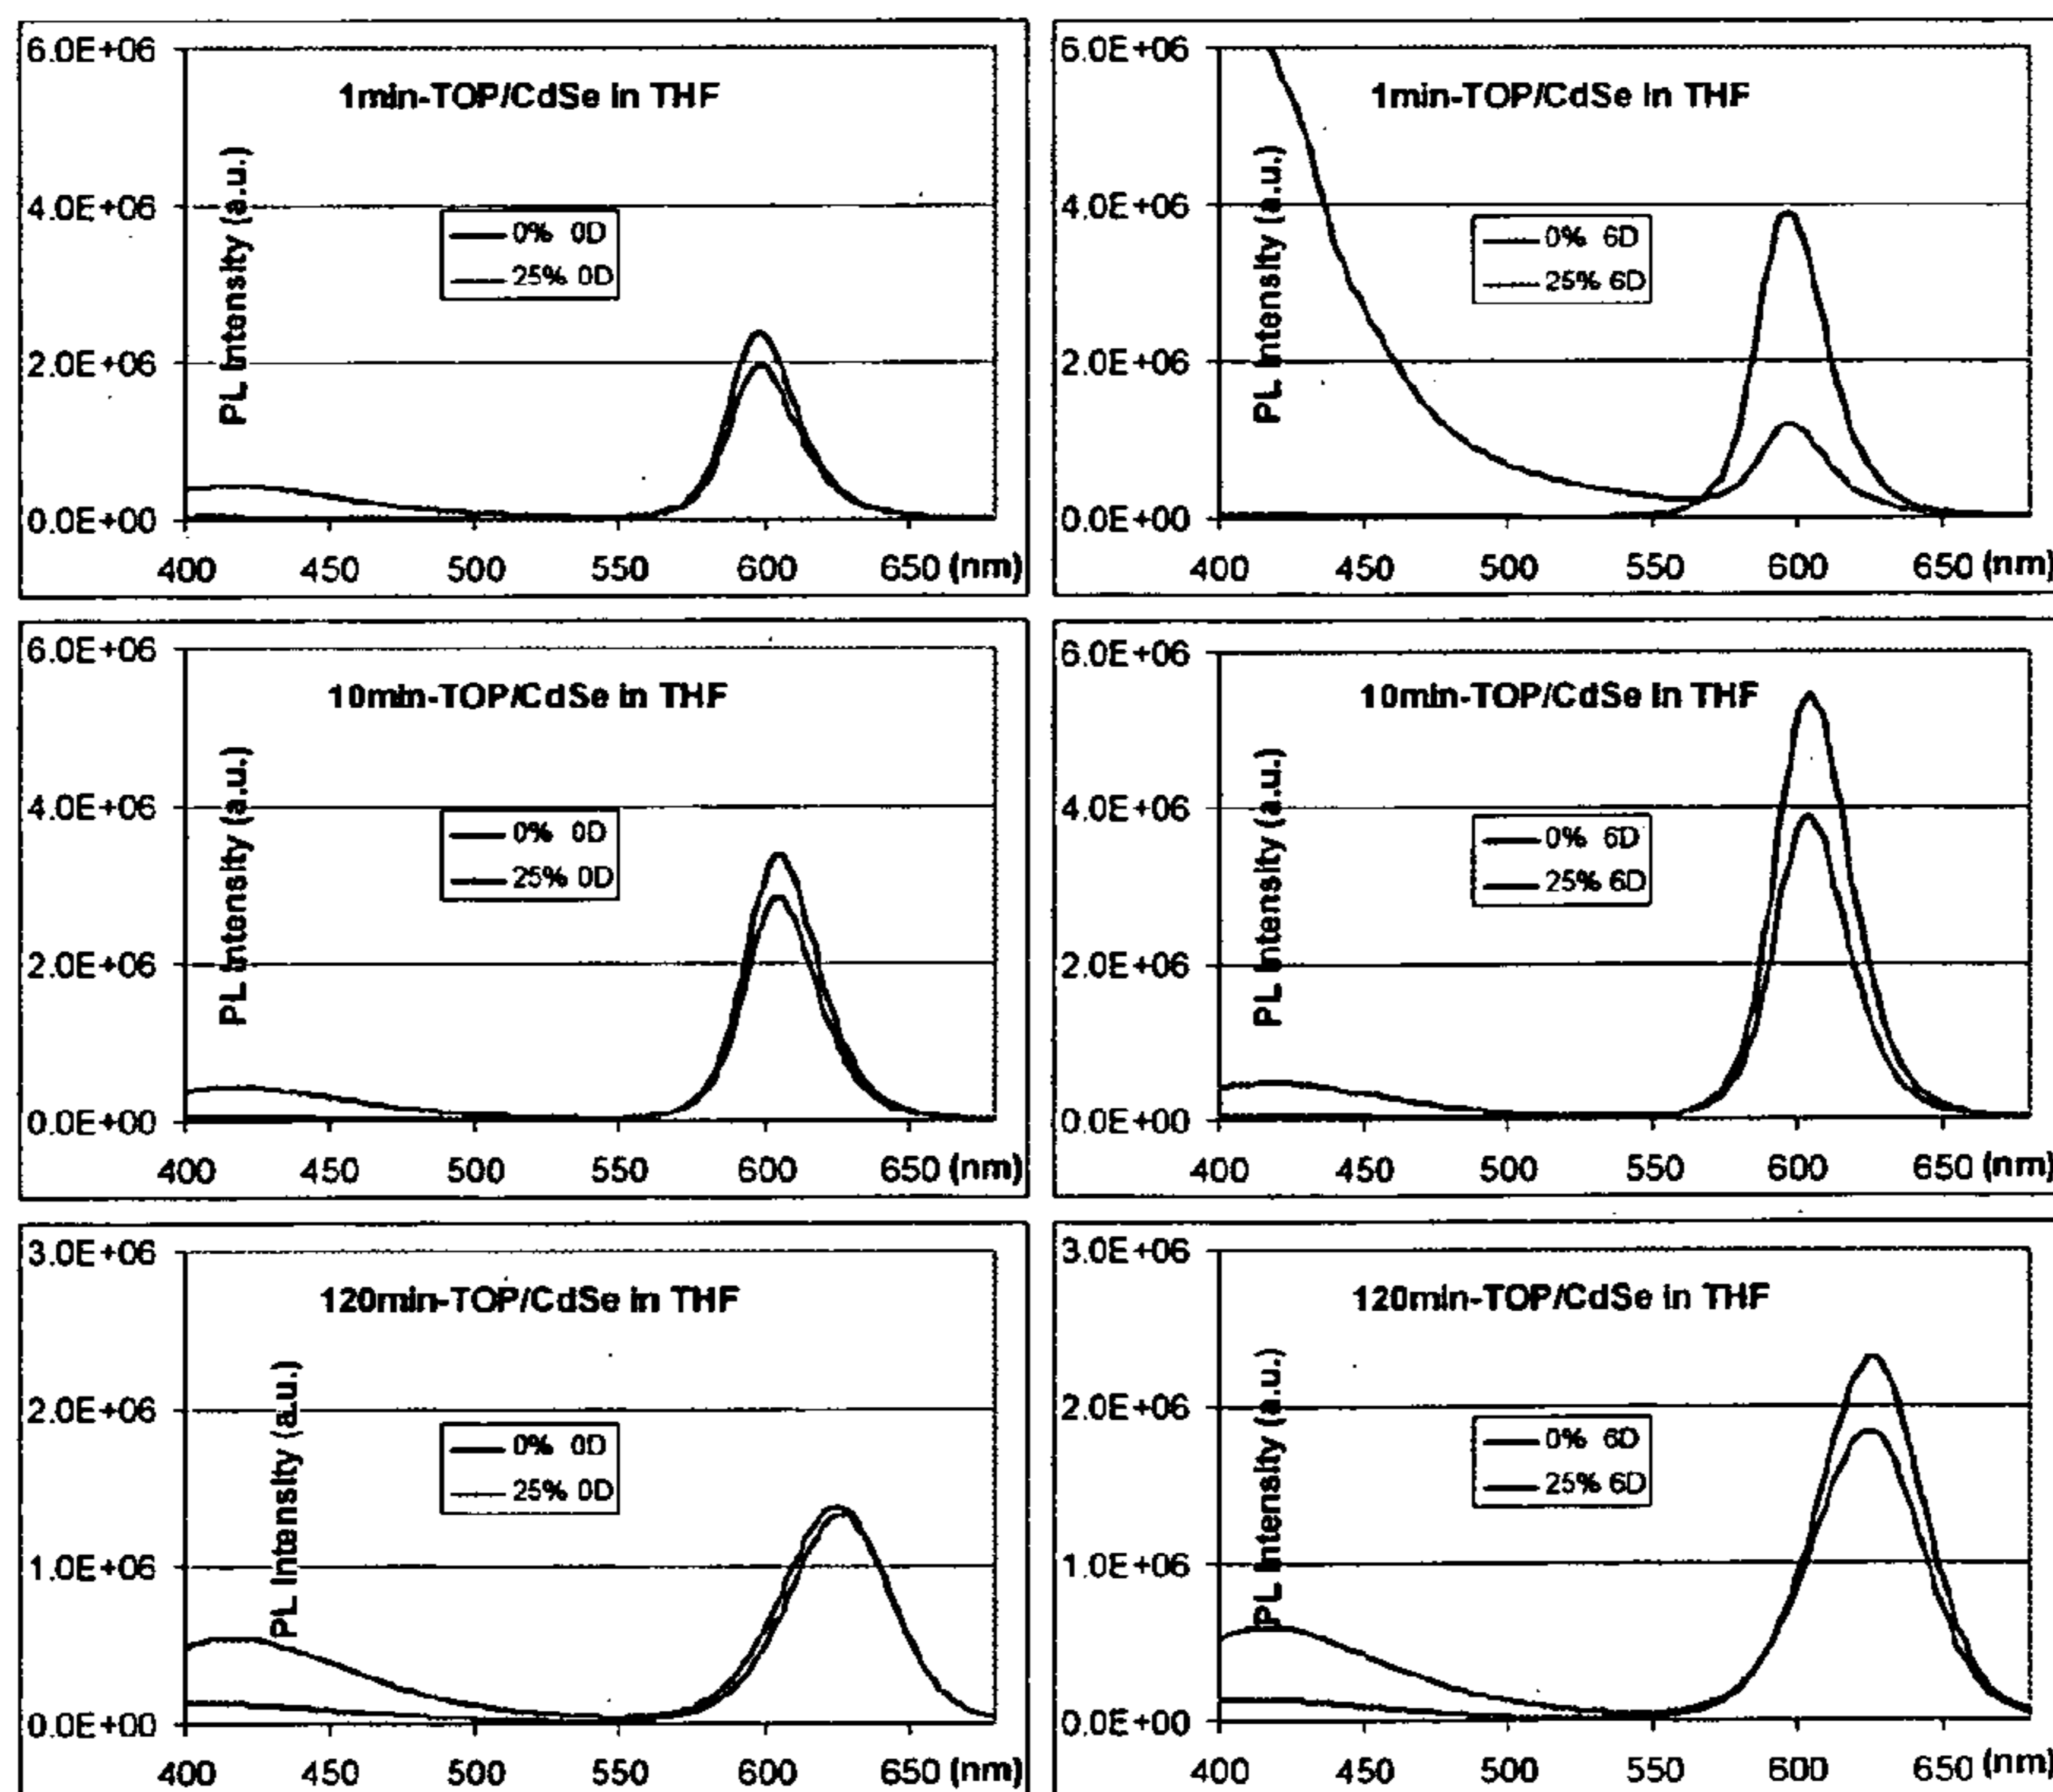 1min-TOP/CdSe in THF
PL Intensity (a.u.)
6.0E+06
4.0E+06
2.0E+06
0.0E+00
0% 0D
25% 0D
400 450 500 550 600 650 (nm)
1min-TOP/CdSe in THF
PL Intensity (a.u.)
6.0E+06
4.0E+06
2.0E+06
0.0E+00
0% 6D
25% 6D
400 450 500 550 600 650 (nm)
10min-TOP/CdSe in THF
PL Intensity (a.u.)
6.0E+06
4.0E+06
2.0E+06
0.0E+00
0% 0D
25% 0D
400 450 500 550 600 650 (nm)
10min-TOP/CdSe in THF
PL Intensity (a.u.)
6.0E+06
4.0E+06
2.0E+06
0.0E+00
0% 6D
25% 6D
400 450 500 550 600 650 (nm)
120min-TOP/CdSe in THF
PL Intensity (a.u.)
3.0E+06
2.0E+06
1.0E+06
0.0E+00
0% 0D
25% 0D
400 450 500 550 600 650 (nm)
120min-TOP/CdSe in THF
PL Intensity (a.u.)
3.0E+06
2.0E+06
1.0E+06
0.0E+00
0% 6D
25% 6D
400 450 500 550 600 650 (nm)